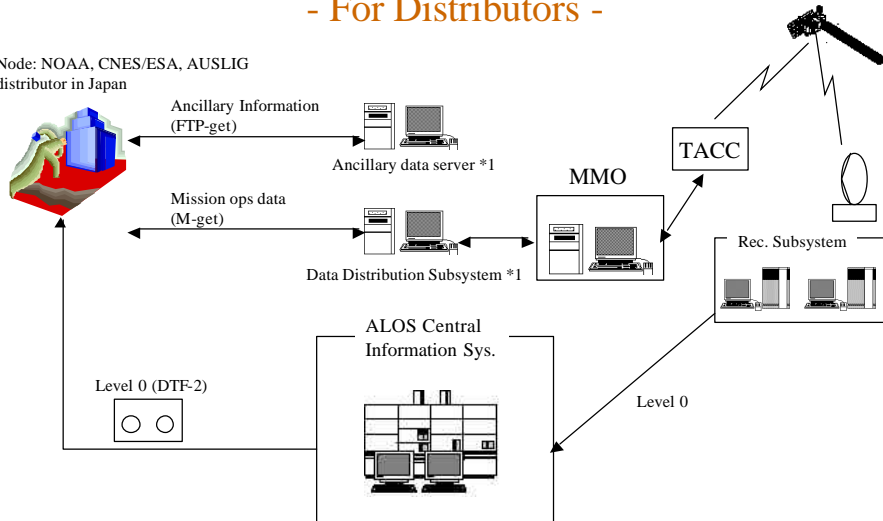 - For Distributors -
Node: NOAA, CNES/ESA, AUSLIG
distributor in Japan
Ancillary Information
(FTP-get)
Ancillary data server *1
TACC
MMO
Mission ops data
(M-get)
Data Distribution Subsystem *1
Rec. Subsystem
ALOS Central
Information Sys.
Level 0 (DTF-2)
Level 0